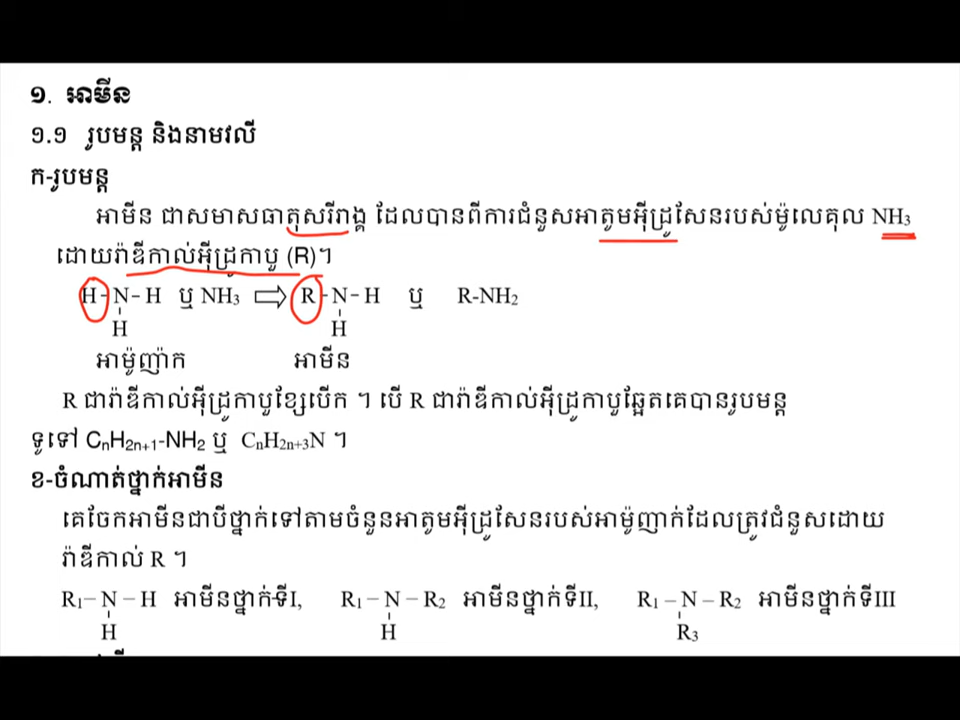 ១. អាមីន
១.១ រូបមន្ត និងនាមវលី
ក-រូបមន្ត
អាមីន ជាសមាសធាតុសរីរាង្គ ដែលបានពីការជំនួសអាតូមអ៊ីដ្រូសែនរបស់ម៉ូលេគុល NH3
ដោយរ៉ាឌីកាល់អ៊ីដ្រូកាបួ (R)។
H – N – H ឬ NH3 ⇨ R – N – H ឬ R-NH2
H H
អាម៉ូញ៉ាក អាមីន
R ជារ៉ាឌីកាល់អ៊ីដ្រូកាបួខ្សែបើក ។ បើ R ជារ៉ាឌីកាល់អ៊ីដ្រូកាបួឆ្អែតគេបានរូបមន្ត
ទូទៅ CnH2n+1-NH2 ឬ CnH2n+3N ។
ខ-ចំណាត់ថ្នាក់អាមីន
គេចែកអាមីនជាបីថ្នាក់ទៅតាមចំនួនអាតូមអ៊ីដ្រូសែនរបស់អាម៉ូញាក់ដែលត្រូវជំនួសដោយ
រ៉ាឌីកាល់ R ។
R1– N – H អាមីនថ្នាក់ទីI, R1 – N – R2 អាមីនថ្នាក់ទីII, R1 – N – R2 អាមីនថ្នាក់ទីIII
H H R3